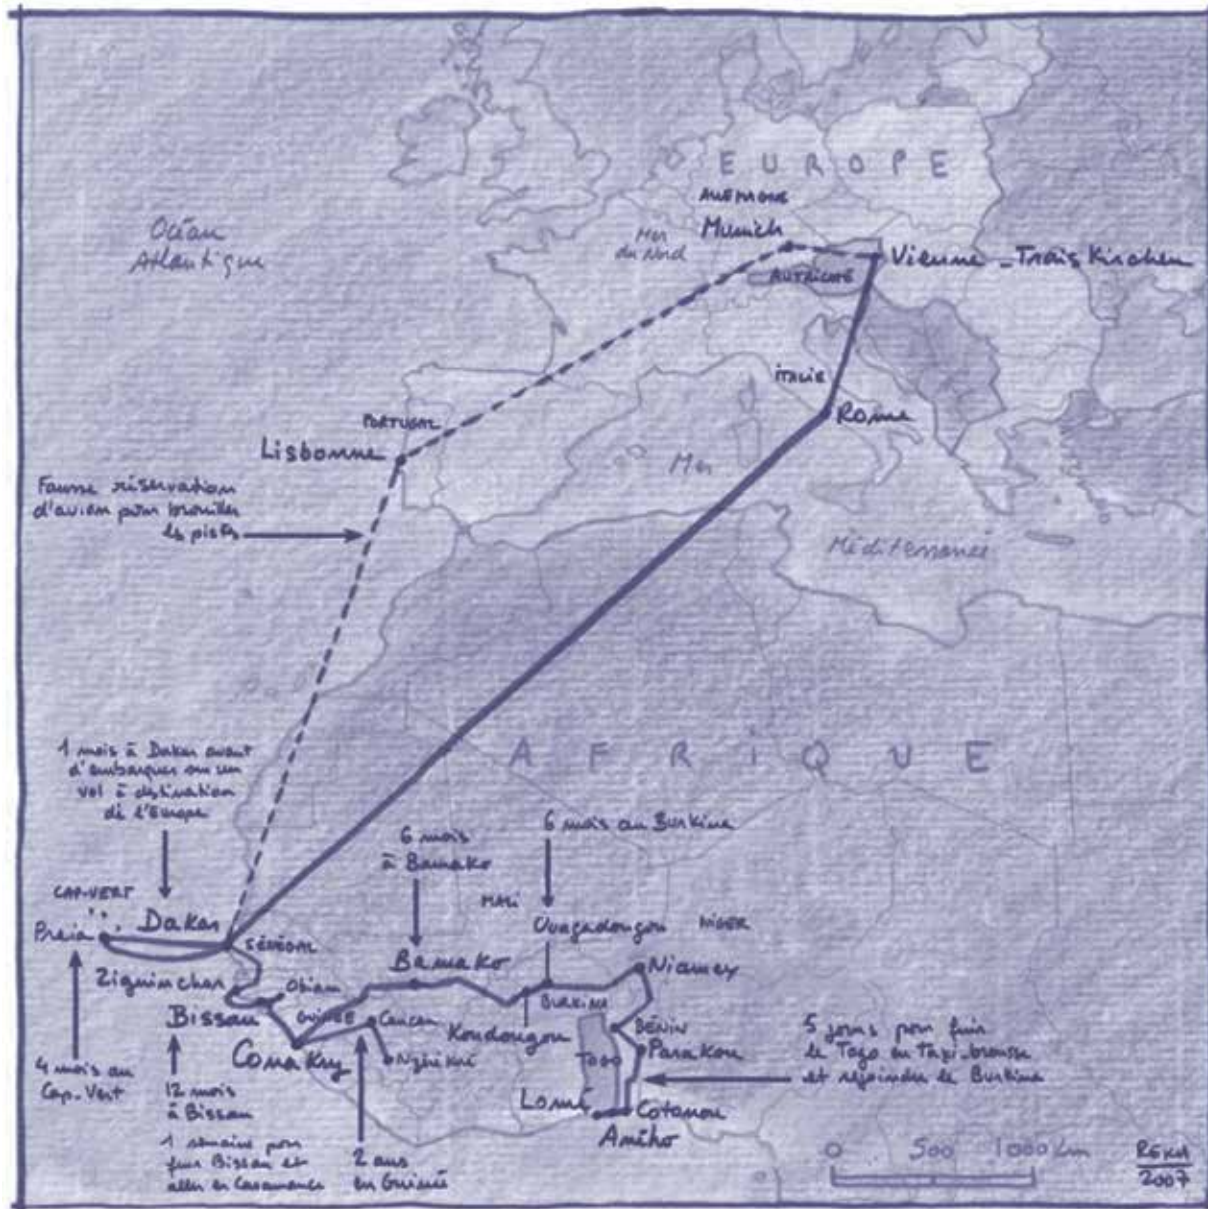 EUROPE
ALLEMAGNE
Munich
Mer
du Nord
Océan
Atlantique
Vienne - Traiskirchen
AUTRICHE
ITALIE
Rome
PORTUGAL
Lisbonne
Mer
Méditerranée
Fausse réservation
d'avion pour brouiller
les pistes
AFRIQUE
1 mois à Dakar avant
d'embarquer sur un
vol à destination
de l'Europe
6 mois
à Bamako
6 mois au Burkina
CAP-VERT
Praia
Dakar
SÉNÉGAL
MALI
Ouagadougou
NIGER
Ziguinchor
Bamako
Niamey
Bissau
GUINÉE
Cancan
BURKINA
Koudougou
BÉNIN
Parakou
Conakry
TOGO
Lomé
Cotonou
Aného
4 mois au
Cap-Vert
12 mois
à Bissau
1 semaine pour
fuir Bissau et
aller en Casamance
2 ans
en Guinée
5 jours pour fuir
le Togo en Taxi-brousse
et rejoindre le Burkina
0 500 1000 km
REKA
2007